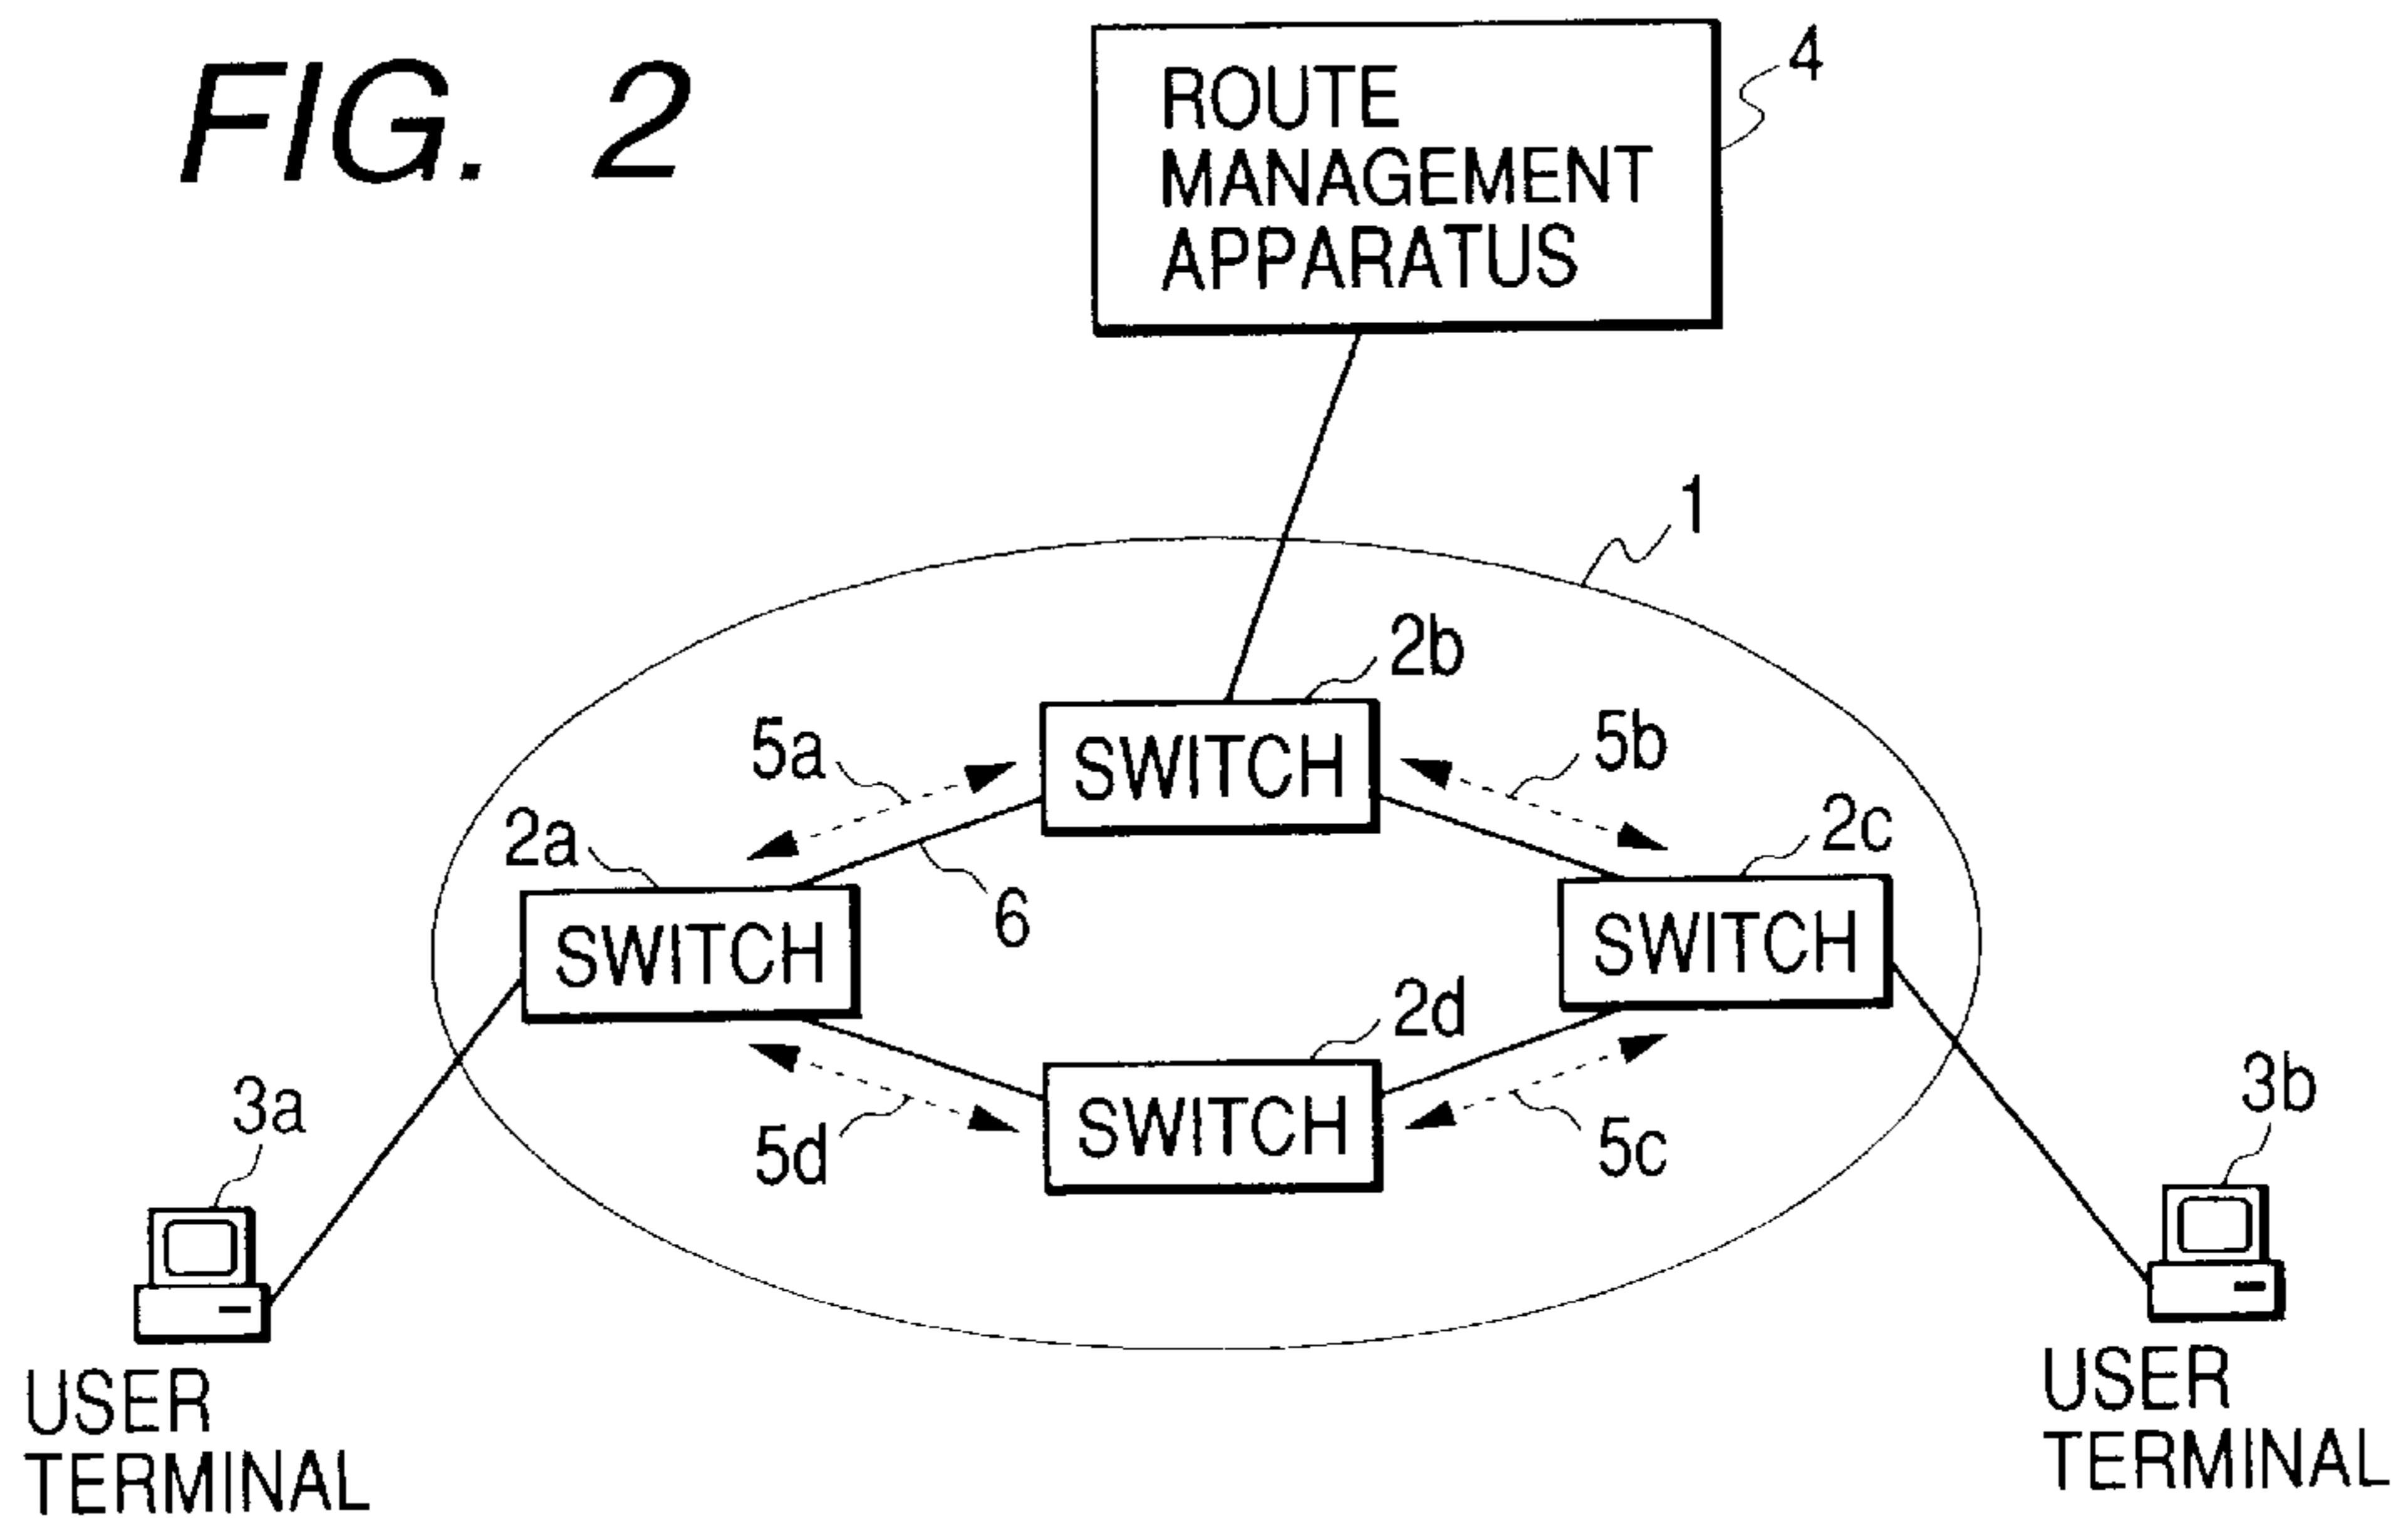 FIG. 2
ROUTE
MANAGEMENT
APPARATUS
4
1
2b
SWITCH
5a
5b
2a
SWITCH
6
2c
SWITCH
2d
SWITCH
5d
5c
3a
USER
TERMINAL
3b
USER
TERMINAL